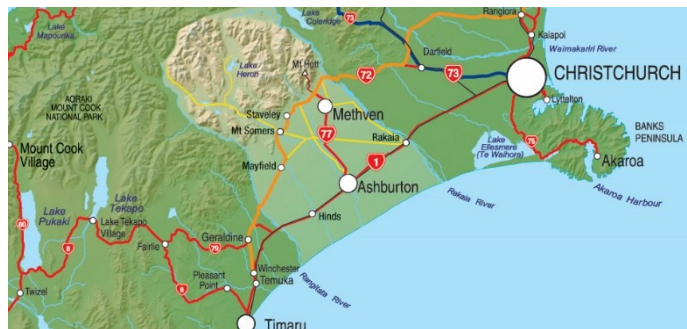 Lake
Mapourika
Lake
Coleridge
73
Rangiora
Kaiapoi
Waimakariri River
Darfield
Lake
Heron
Mt Hutt
72
73
CHRISTCHURCH
Lyttelton
AORAKI
MOUNT COOK
NATIONAL PARK
Staveley
Methven
Mt Somers
77
Rakaia
Lake
Ellesmere
(Te Waihora)
75
BANKS
PENINSULA
Mount Cook
Village
Mayfield
1
Akaroa
Ashburton
Rakaia River
Akaroa Harbour
Lake
Pukaki
Lake
Tekapo
Hinds
80
Lake Tekapo
Village
8
Fairlie
79
Geraldine
Winchester
Temuka
Rangitata River
Pleasant
Point
8
Twizel
Timaru